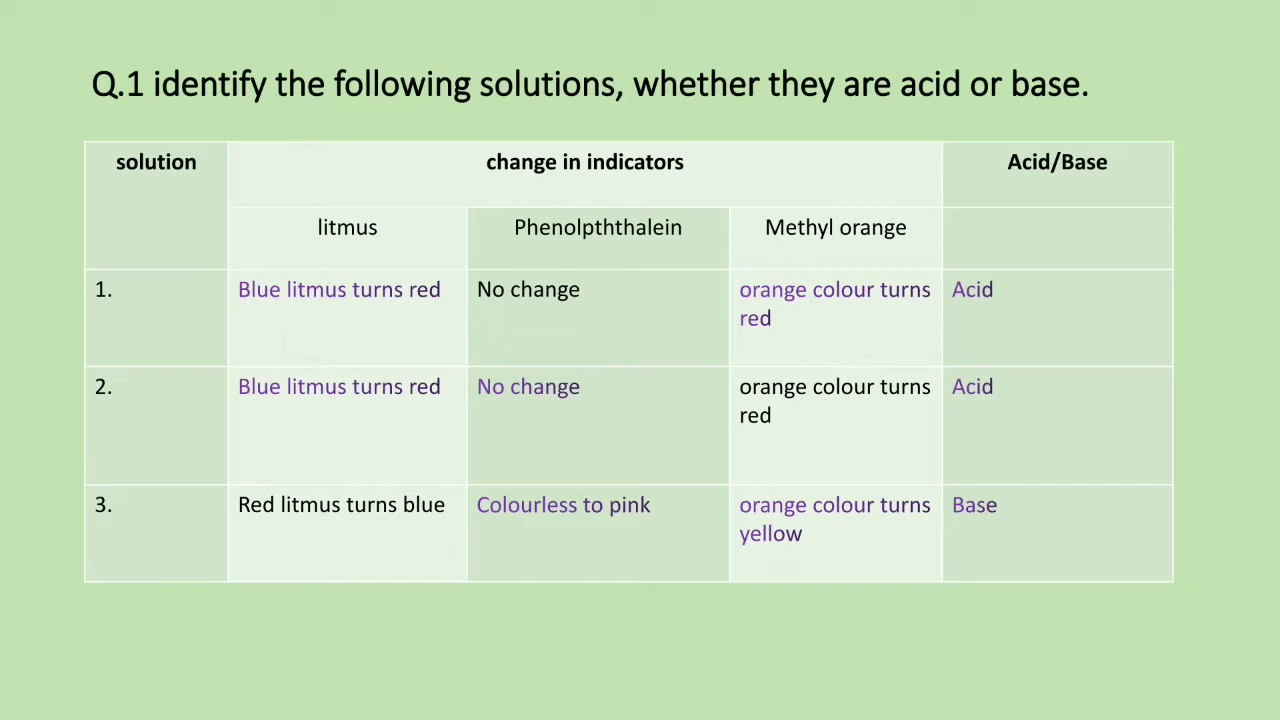 Q.1 identify the following solutions, whether they are acid or base.
solution change in indicators Acid/Base
litmus Phenolpththalein Methyl orange
1. Blue litmus turns red No change orange colour turns Acid
red
2. Blue litmus turns red No change orange colour turns Acid
red
3. Red litmus turns blue Colourless to pink orange colour turns Base
yellow